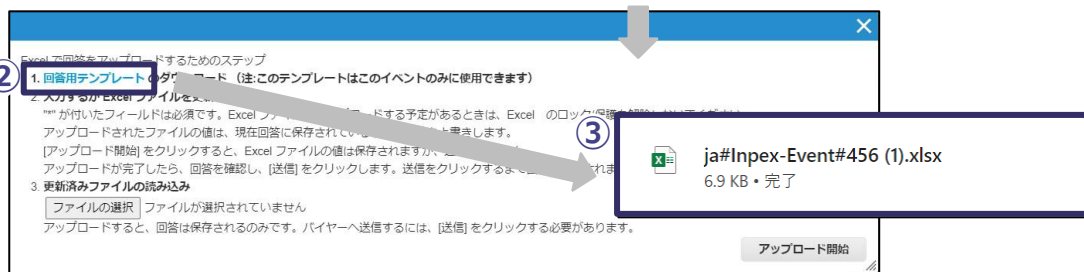 Excel で回答をアップロードするためのステップ
②
1. 回答用テンプレート のダウンロード (注:このテンプレートはこのイベントのみに使用できます)
2. 入力するか Excel ファイルを更新
"*" が付いたフィールドは必須です。Excel ファ ードする予定があるときは、Excel のロック/保護を解除しないでください
アップロードされたファイルの値は、現在回答に保存されてい 書きします。
[アップロード開始] をクリックすると、Excel ファイルの値は保存されますが、
アップロードが完了したら、回答を確認し、[送信] をクリックします。送信をクリックするまで
3. 更新済みファイルの読み込み
ファイルの選択 ファイルが選択されていません
アップロードすると、回答は保存されるのみです。バイヤーへ送信するには、[送信] をクリックする必要があります。
アップロード開始
③
ja#Inpex-Event#456 (1).xlsx
6.9 KB • 完了